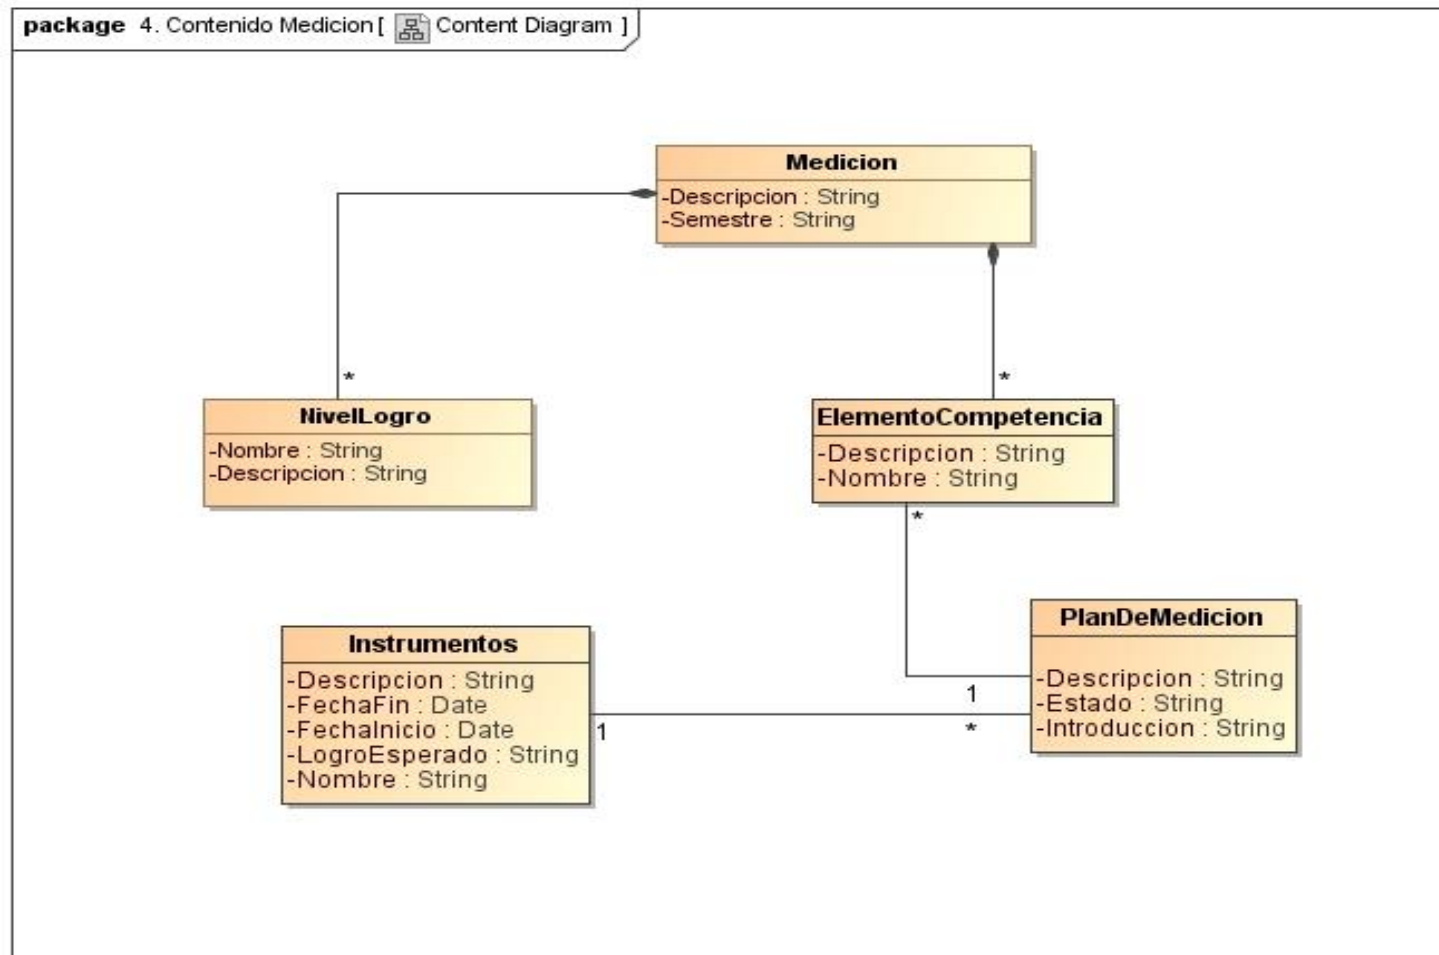 package 4. Contenido Medicion [ Content Diagram ]
Medicion
-Descripcion : String
-Semestre : String
*
*
NivelLogro
-Nombre : String
-Descripcion : String
ElementoCompetencia
-Descripcion : String
-Nombre : String
*
PlanDeMedicion
-Descripcion : String
-Estado : String
-Introduccion : String
1
*
Instrumentos
-Descripcion : String
-FechaFin : Date
-FechaInicio : Date
-LogroEsperado : String
-Nombre : String
1